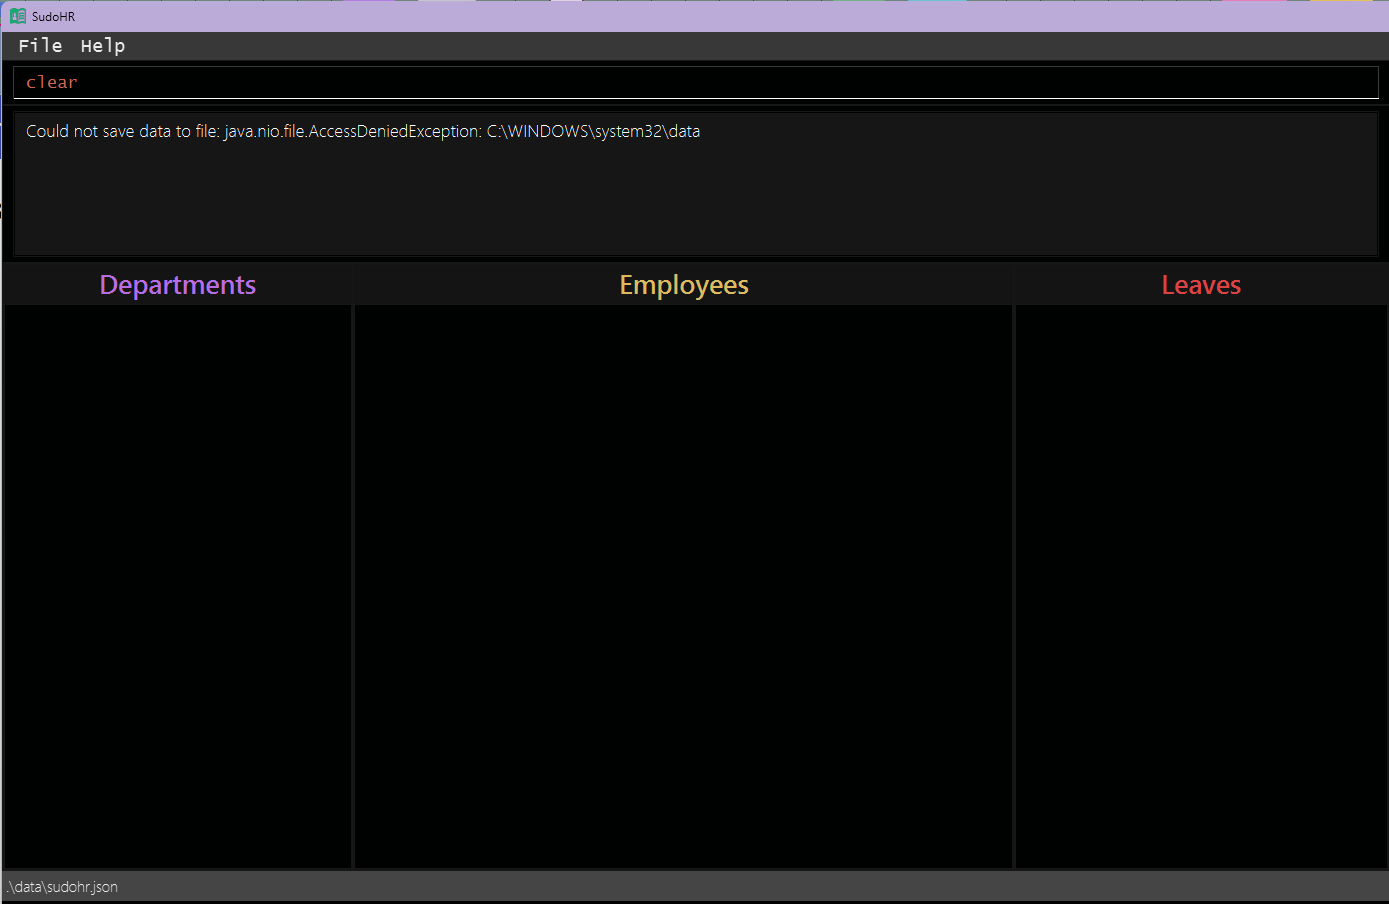 SudoHR
File Help
clear
Could not save data to file: java.nio.file.AccessDeniedException: C:\WINDOWS\system32\data
Departments Employees Leaves
.\data\sudohr.json